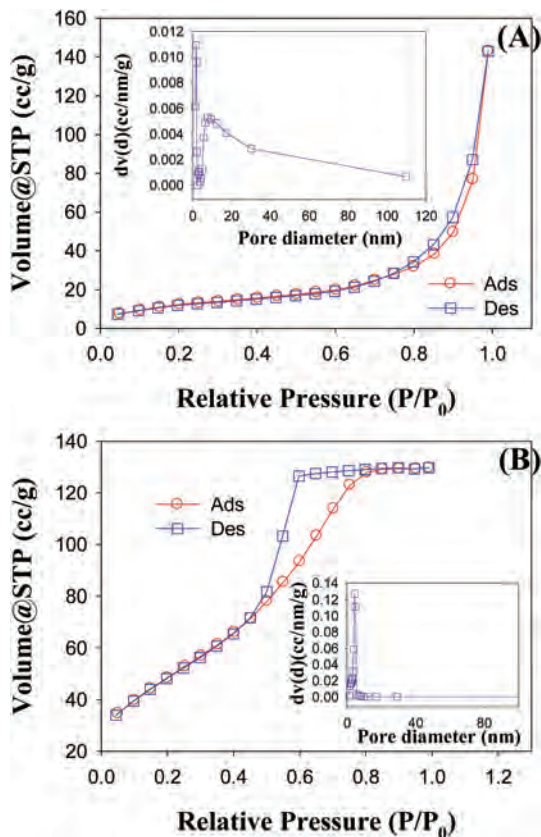 (A)
Volume@STP (cc/g)
160
140
120
100
80
60
40
20
0
dv(d)(cc/nm/g)
0.012
0.010
0.008
0.006
0.004
0.002
0.000
0 20 40 60 80 100 120
Pore diameter (nm)
Ads
Des
0.0 0.2 0.4 0.6 0.8 1.0
Relative Pressure (P/P0)
(B)
Volume@STP (cc/g)
140
120
100
80
60
40
20
Ads
Des
dv(d)(cc/nm/g)
0.14
0.12
0.10
0.08
0.06
0.04
0.02
0.00
0 20 40 60 80
Pore diameter (nm)
0.0 0.2 0.4 0.6 0.8 1.0 1.2
Relative Pressure (P/P0)